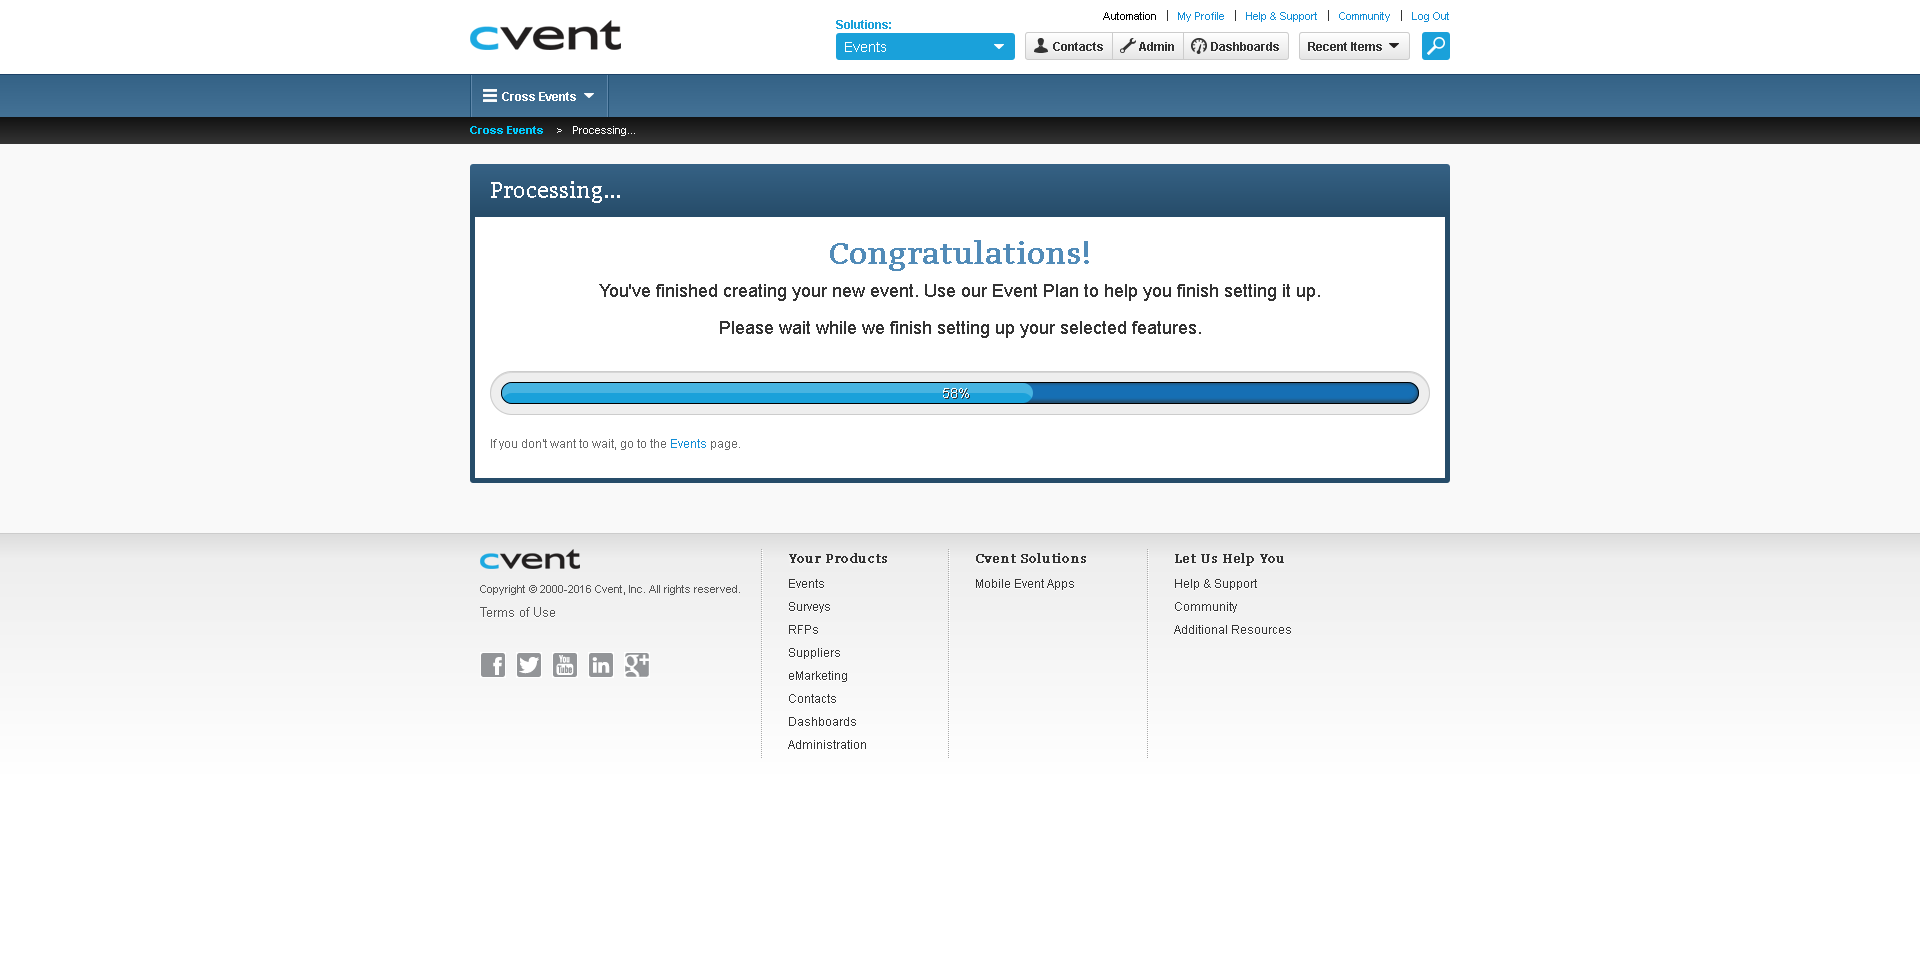 cvent
Solutions:
Events
Automation | My Profile | Help & Support | Community | Log Out
Contacts Admin Dashboards Recent Items
Cross Events
Cross Events > Processing...
Processing...
Congratulations!
You've finished creating your new event. Use our Event Plan to help you finish setting it up.
Please wait while we finish setting up your selected features.
58%
If you don't want to wait, go to the Events page.
cvent
Copyright © 2000-2016 Cvent, Inc. All rights reserved.
Terms of Use
f
You
Tube
in
g+
Your Products
Events
Surveys
RFPs
Suppliers
eMarketing
Contacts
Dashboards
Administration
Cvent Solutions
Mobile Event Apps
Let Us Help You
Help & Support
Community
Additional Resources